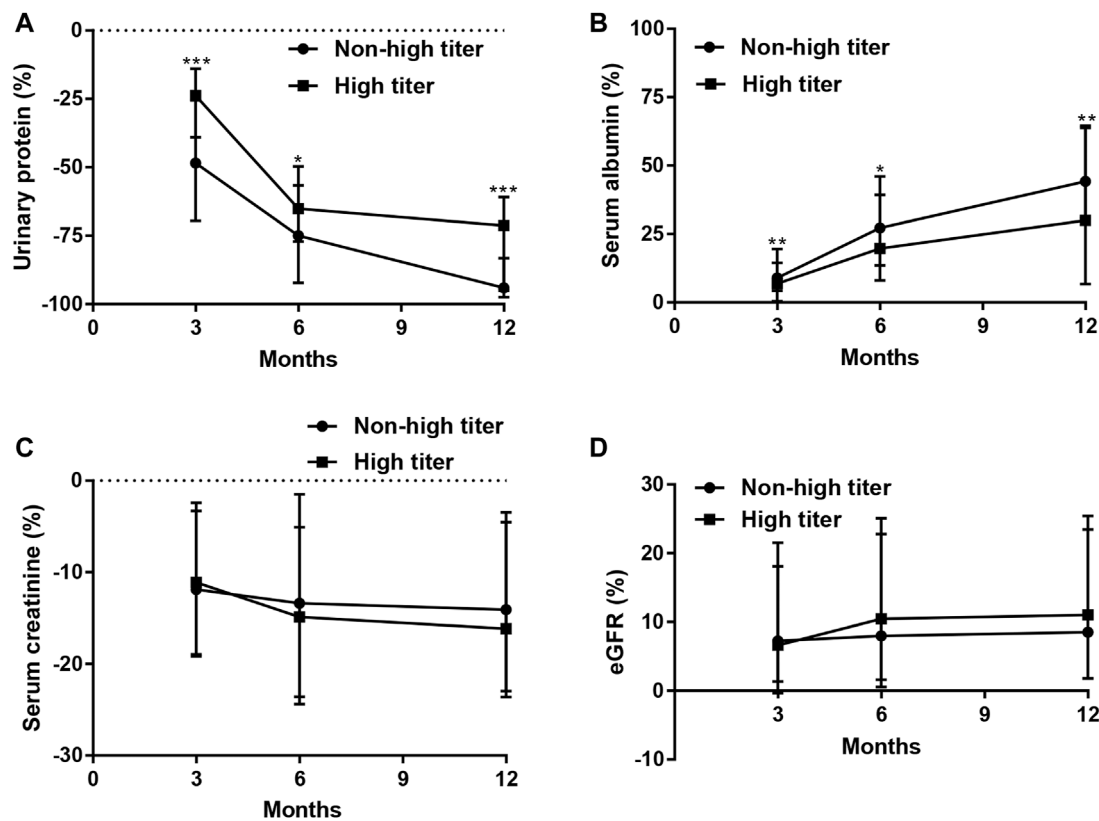 A
Urinary protein (%)
0
-25
-50
-75
-100
Non-high titer
High titer
***
*
***
0 3 6 9 12
Months
B
Serum albumin (%)
100
75
50
25
0
Non-high titer
High titer
**
*
**
0 3 6 9 12
Months
C
Serum creatinine (%)
Non-high titer
High titer
0
-10
-20
-30
0 3 6 9 12
Months
D
eGFR (%)
30
20
10
0
-10
Non-high titer
High titer
3 6 9 12
Months